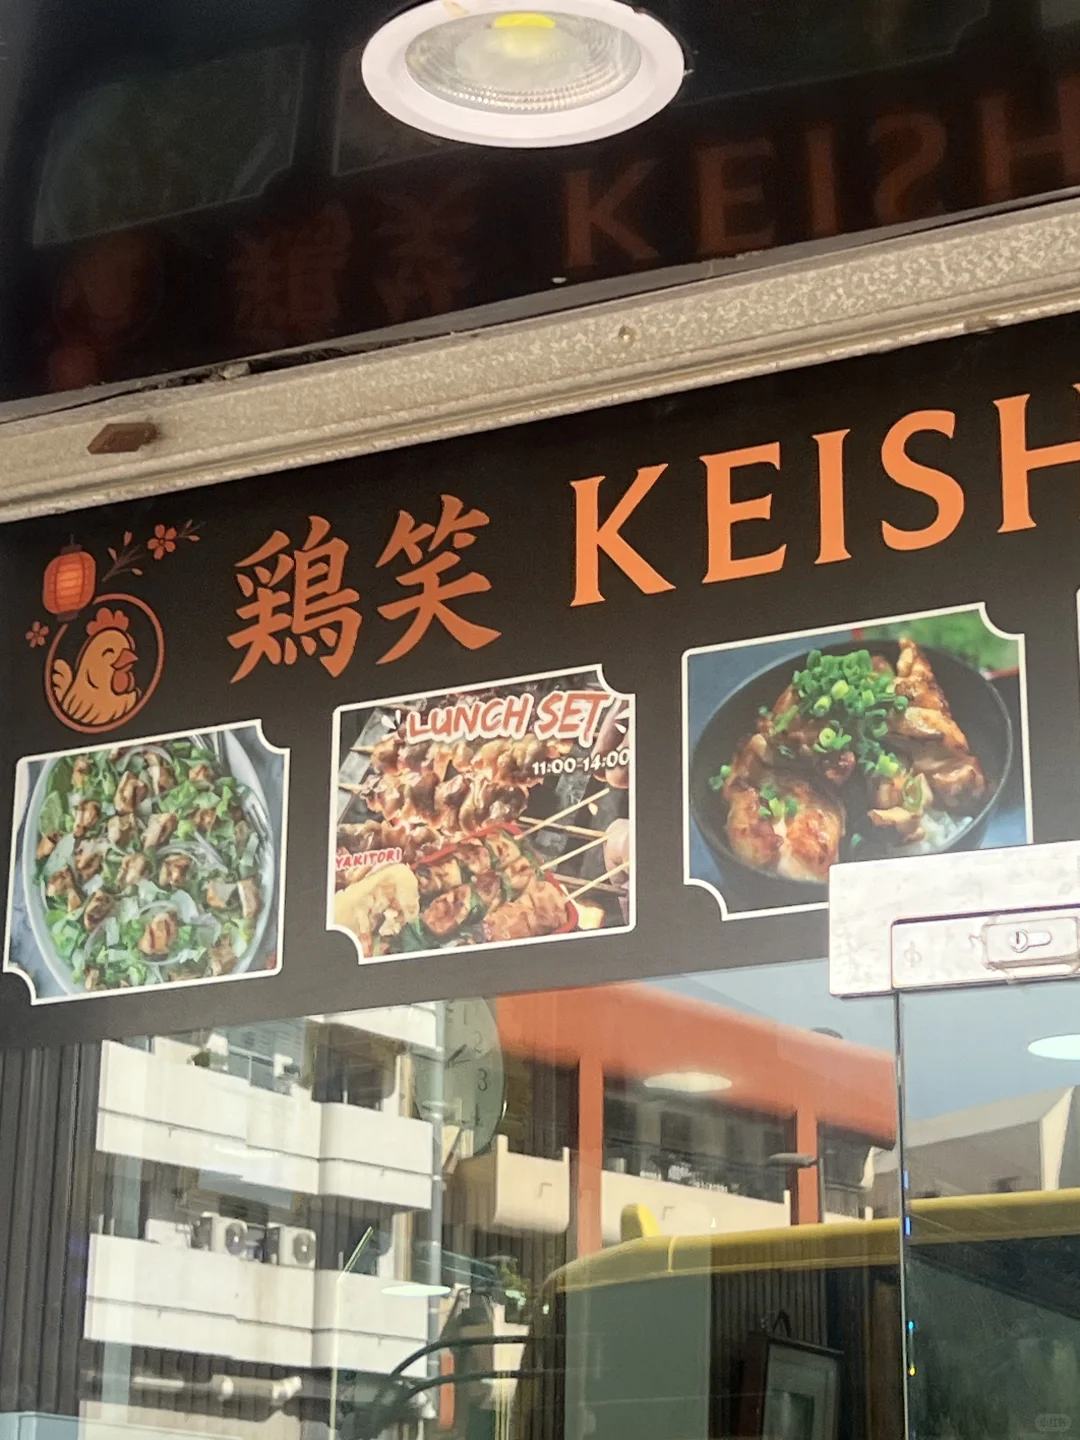 鶏笑 KEISH
LUNCH SET
11:00-14:00
YAKITORI